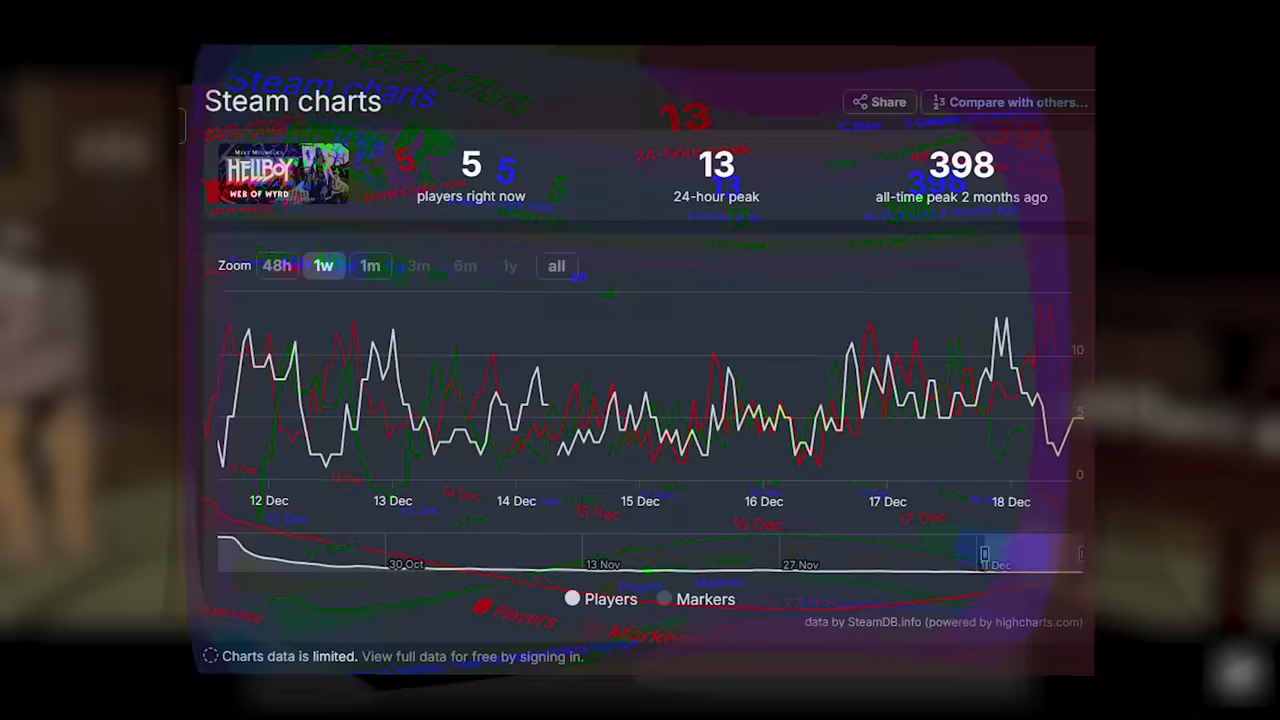 Steam charts
Share
Compare with others...
MIKE MIGNOLA'S
HELLBOY
WEB OF WYRD
5
players right now
13
24-hour peak
398
all-time peak 2 months ago
Zoom 48h 1w 1m 3m 6m 1y all
10
5
0
12 Dec 13 Dec 14 Dec 15 Dec 16 Dec 17 Dec 18 Dec
30 Oct 13 Nov 27 Nov 11 Dec
Players Markers
data by SteamDB.info (powered by highcharts.com)
Charts data is limited. View full data for free by signing in.